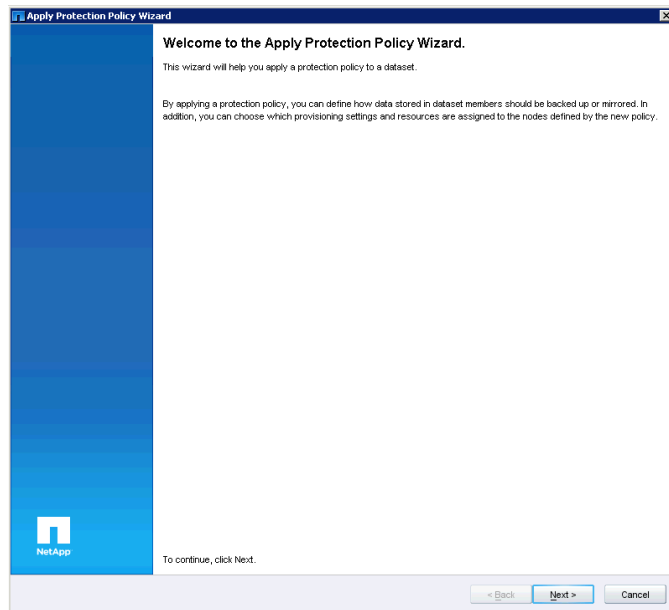 Apply Protection Policy Wizard
Welcome to the Apply Protection Policy Wizard.
This wizard will help you apply a protection policy to a dataset.
By applying a protection policy, you can define how data stored in dataset members should be backed up or mirrored. In
addition, you can choose which provisioning settings and resources are assigned to the nodes defined by the new policy.
NetApp
To continue, click Next.
< Back
Next >
Cancel